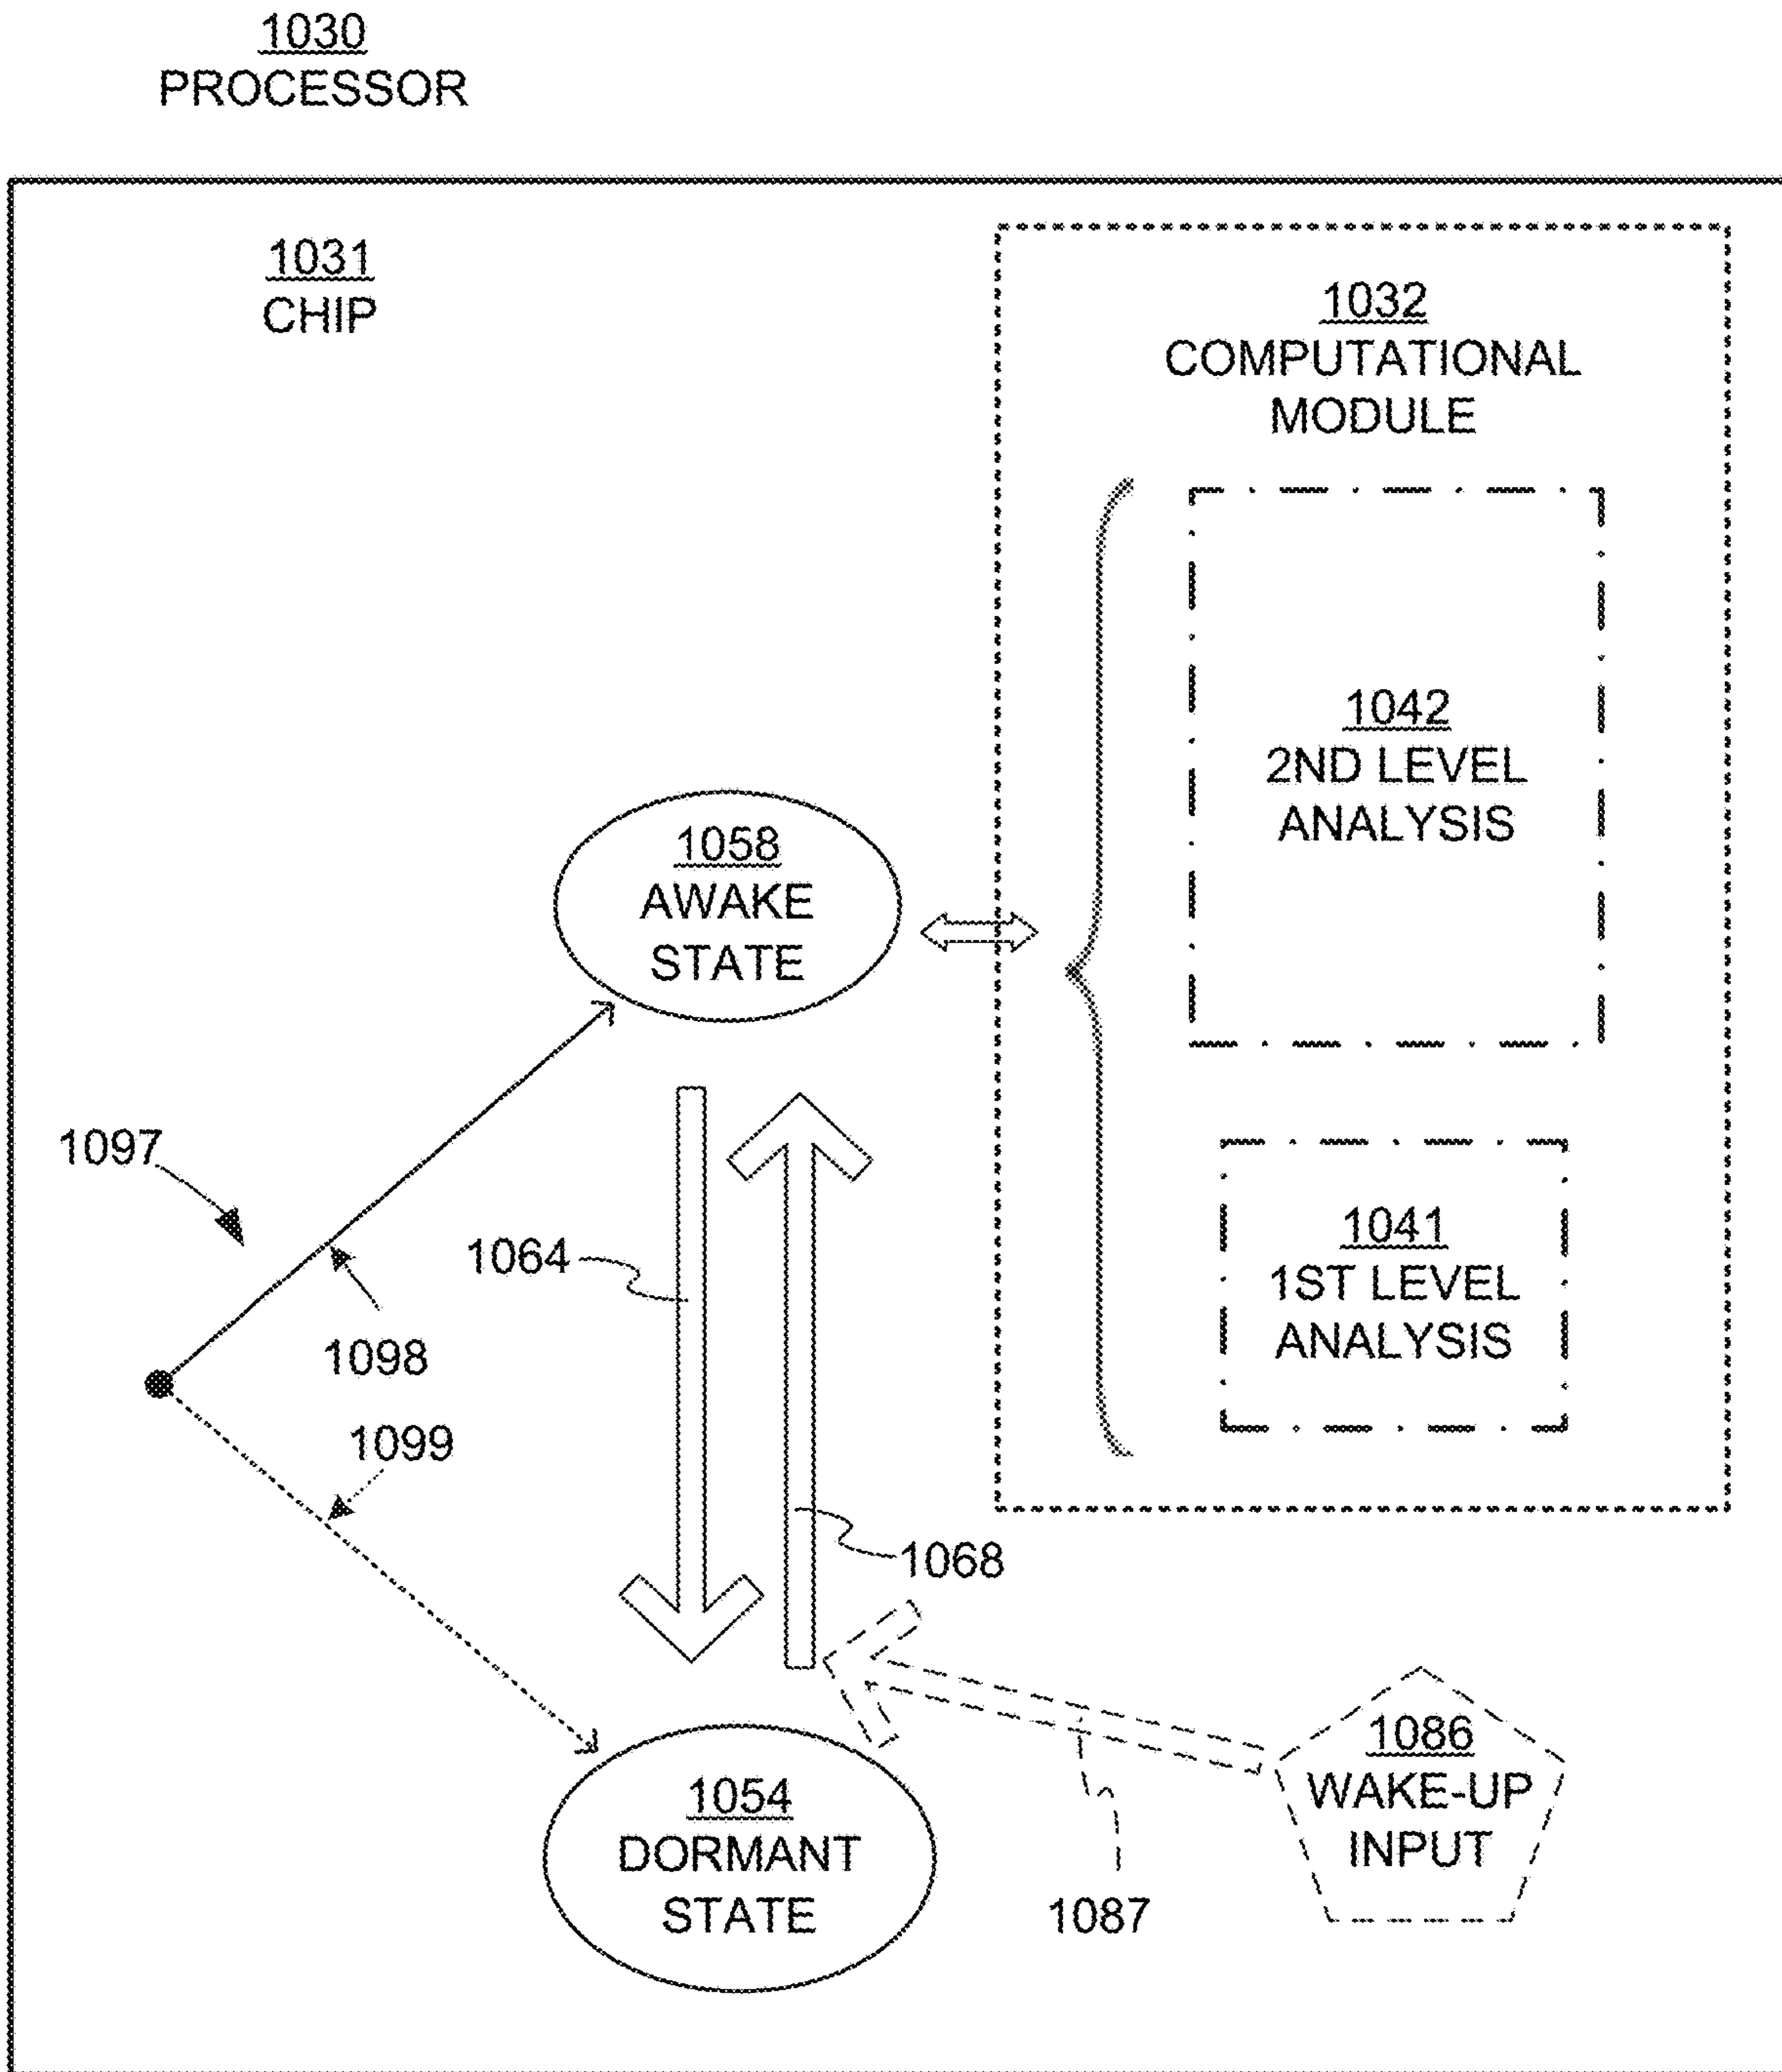 1030
PROCESSOR
1031
CHIP
1032
COMPUTATIONAL
MODULE
1042
2ND LEVEL
ANALYSIS
1058
AWAKE
STATE
1097
1064
1098
1041
1ST LEVEL
ANALYSIS
1099
1068
1086
WAKE-UP
INPUT
1054
DORMANT
STATE
1087